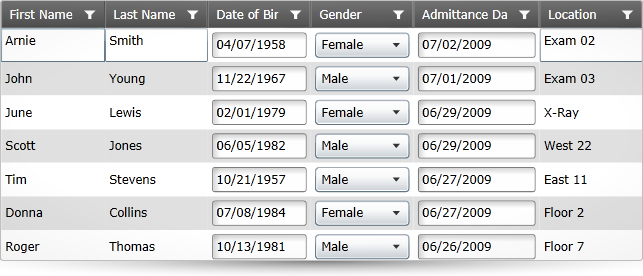 First Name Last Name Date of Bir Gender Admittance Da Location
Arnie Smith 04/07/1958 Female 07/02/2009 Exam 02
John Young 11/22/1967 Male 07/01/2009 Exam 03
June Lewis 02/01/1979 Female 06/29/2009 X-Ray
Scott Jones 06/05/1982 Male 06/29/2009 West 22
Tim Stevens 10/21/1957 Male 06/27/2009 East 11
Donna Collins 07/08/1984 Female 06/27/2009 Floor 2
Roger Thomas 10/13/1981 Male 06/26/2009 Floor 7